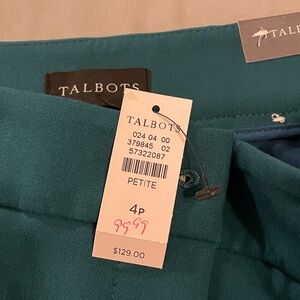 TALBOTS
TALBOTS
024 04 00
379845 02
57322087
PETITE
4P
99 99
$129.00